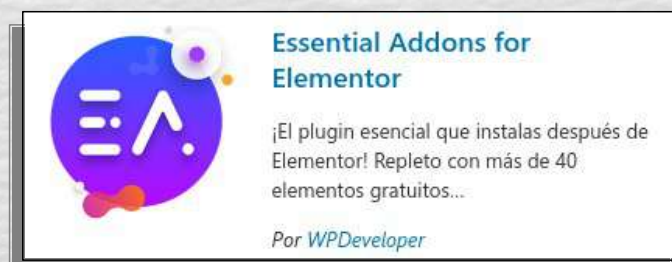 EA.
Essential Addons for
Elementor
¡El plugin esencial que instalas después de
Elementor! Repleto con más de 40
elementos gratuitos...
Por WPDeveloper